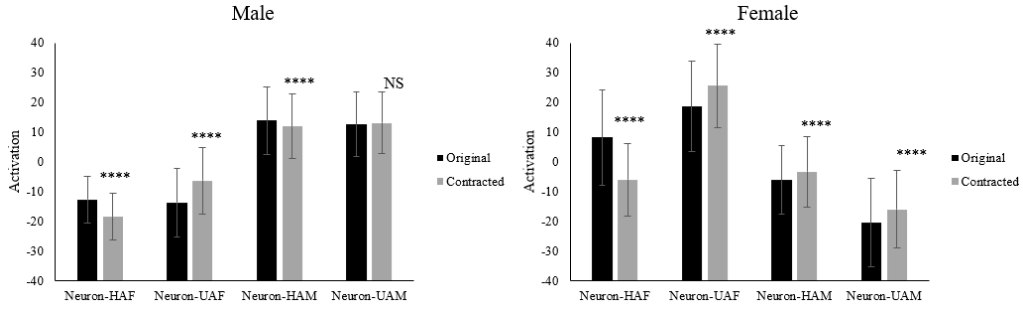 Male
Activation
40
30
20
10
0
-10
-20
-30
-40
****
****
****
NS
Neuron-HAF Neuron-UAF Neuron-HAM Neuron-UAM
Original
Contracted
Female
Activation
40
30
20
10
0
-10
-20
-30
-40
****
****
****
****
Neuron-HAF Neuron-UAF Neuron-HAM Neuron-UAM
Original
Contracted